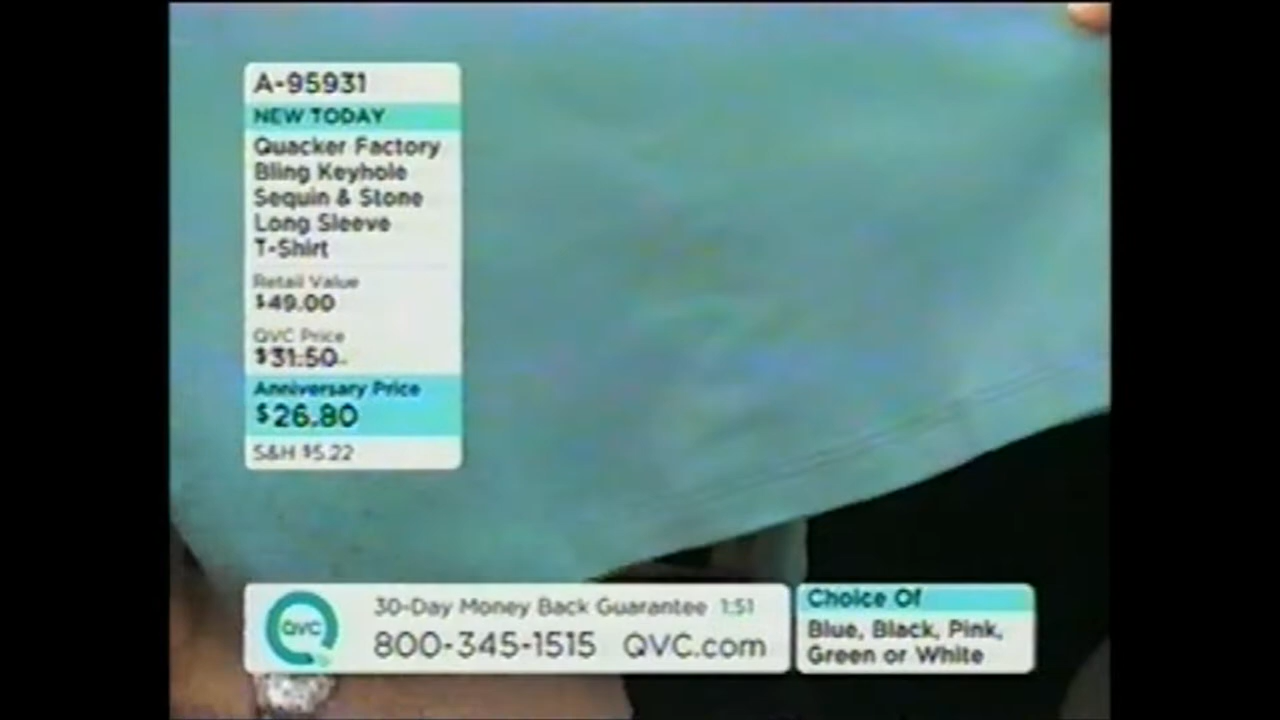 A-95931
NEW TODAY
Quacker Factory
Bling Keyhole
Sequin & Stone
Long Sleeve
T-Shirt
Retail Value
$49.00
QVC Price
$31.50
Anniversary Price
$26.80
S&H $5.22
QVC
30-Day Money Back Guarantee 1:51
800-345-1515 QVC.com
Choice Of
Blue, Black, Pink,
Green or White